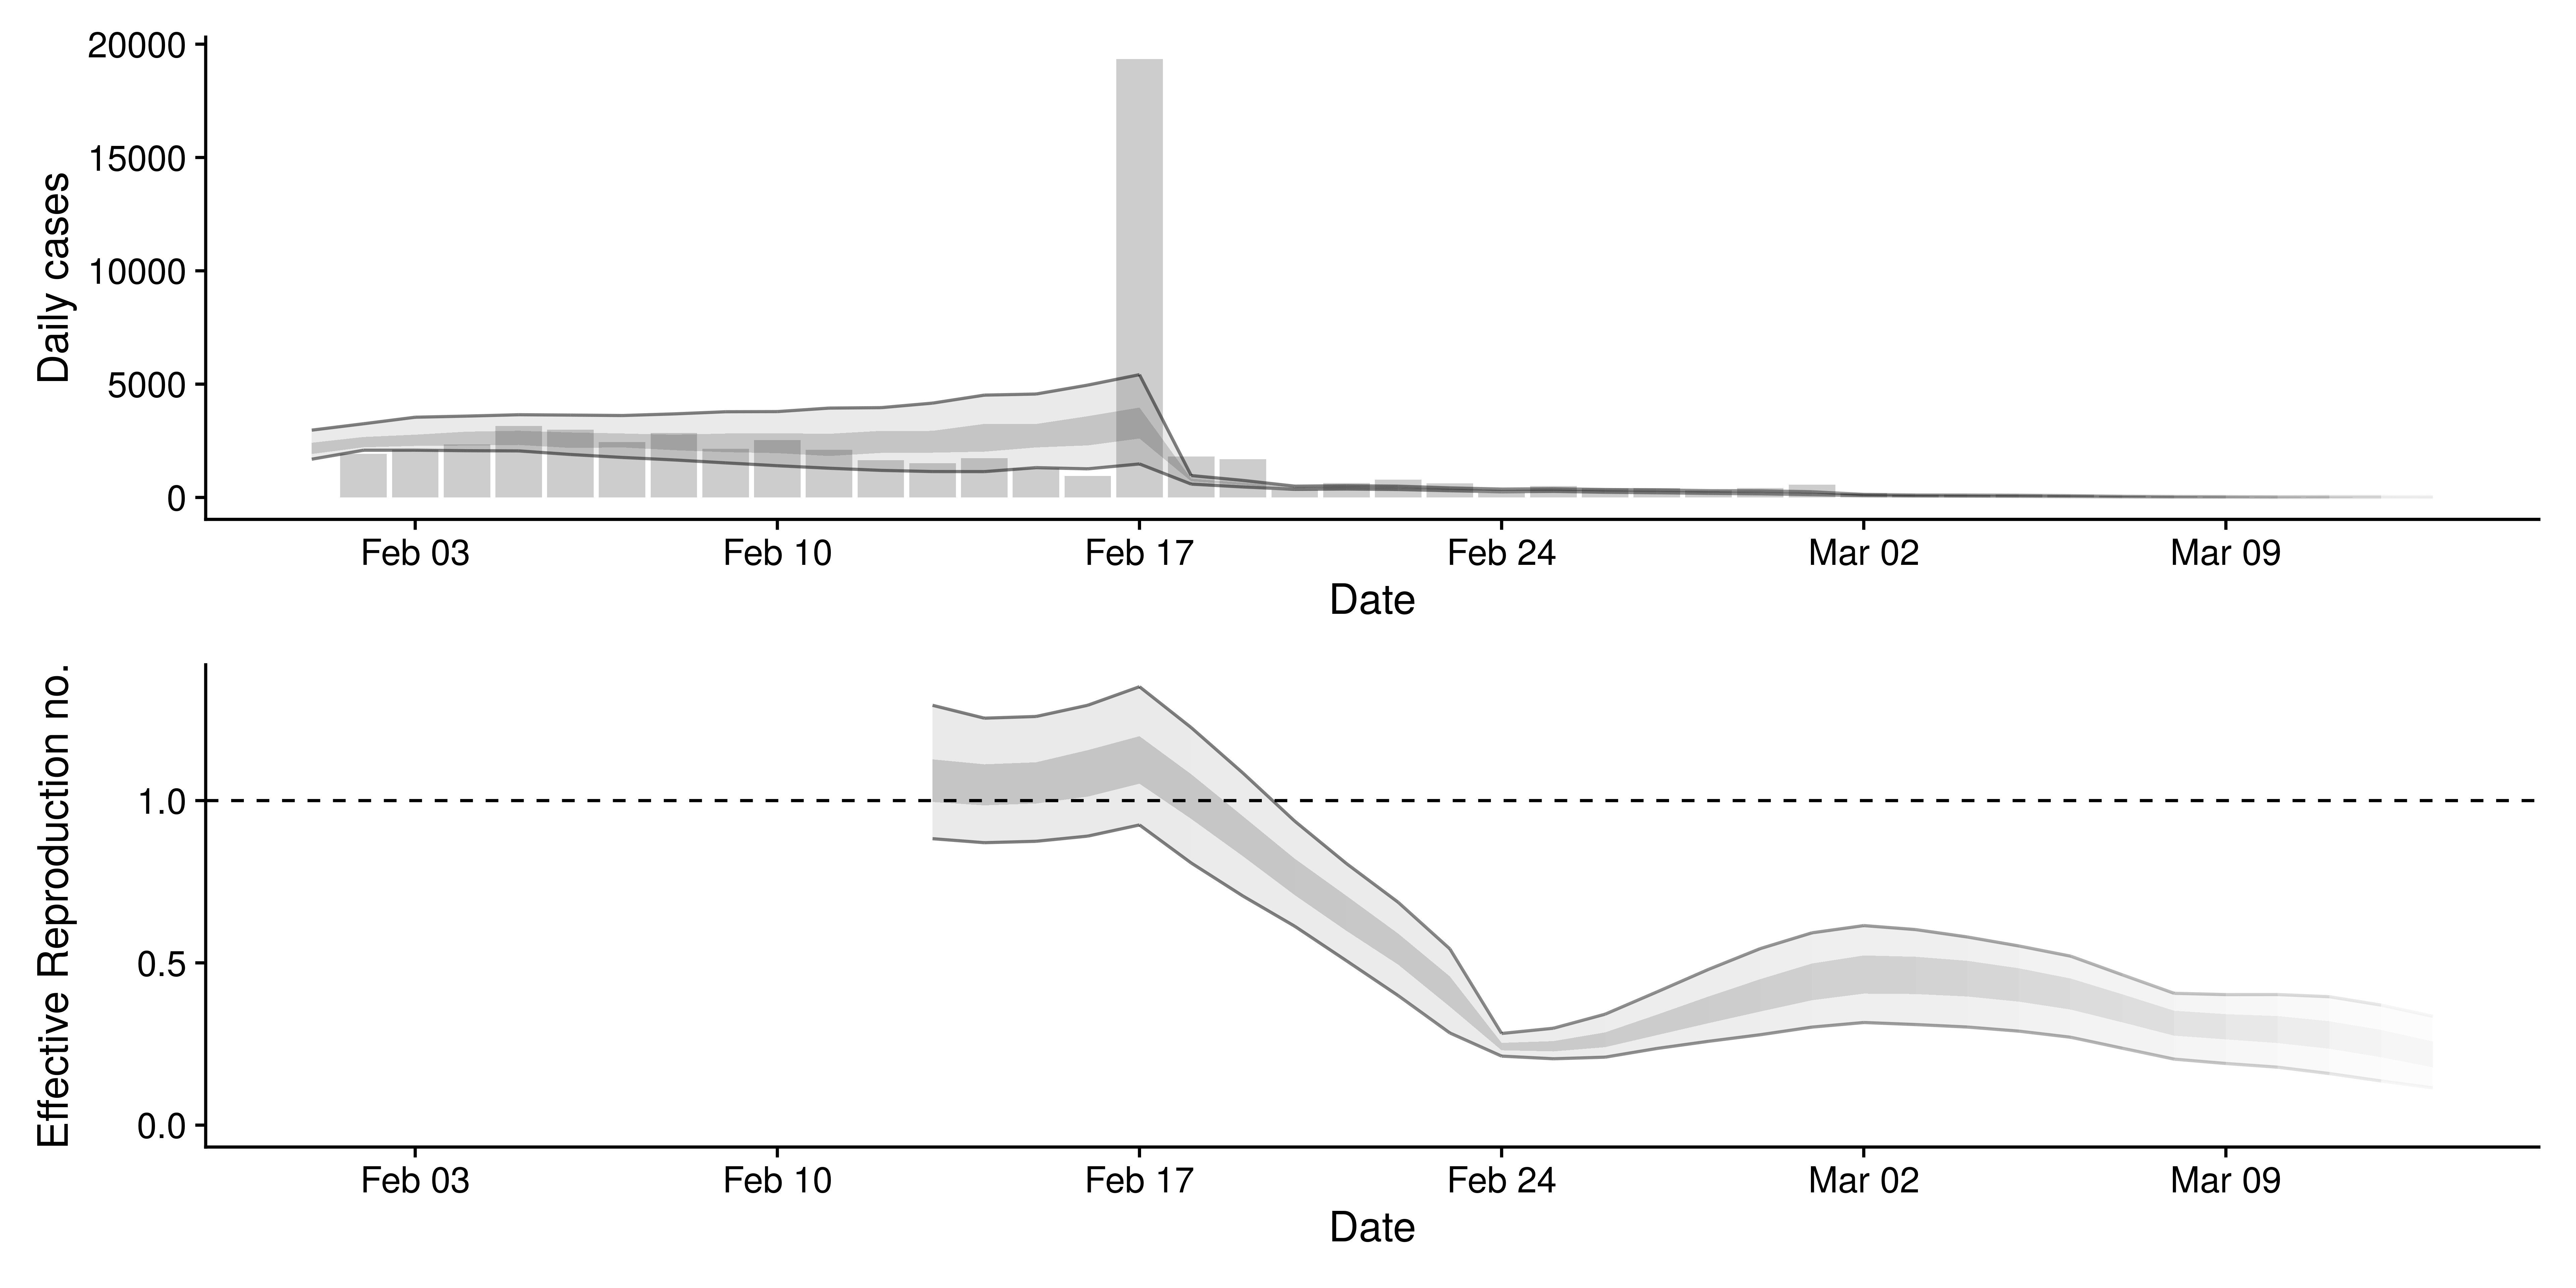 Daily cases
20000
15000
10000
5000
0
Feb 03 Feb 10 Feb 17 Feb 24 Mar 02 Mar 09
Date
Effective Reproduction no.
1.0
0.5
0.0
Feb 03 Feb 10 Feb 17 Feb 24 Mar 02 Mar 09
Date